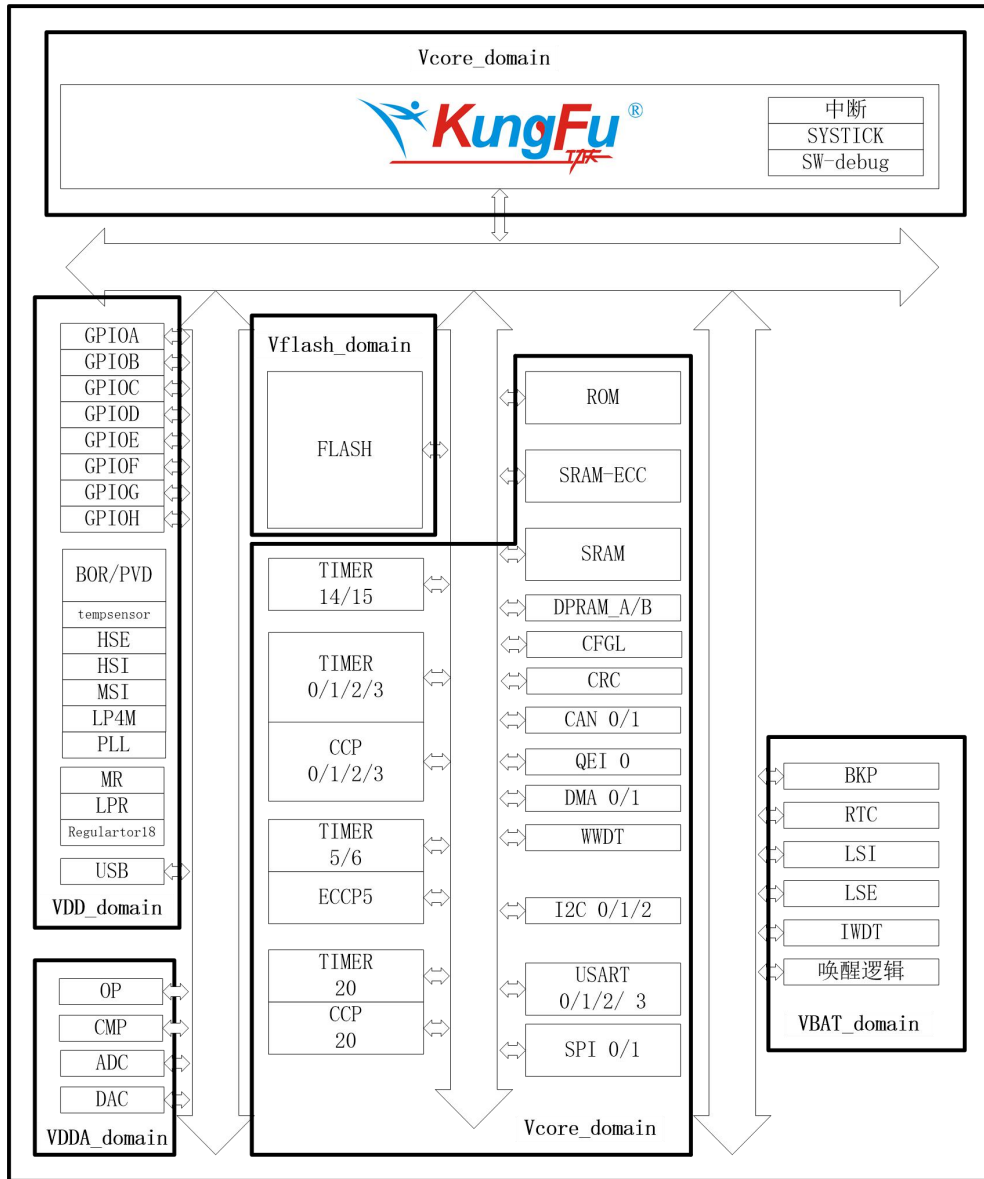 Vcore_domain
KungFu®
功夫
中断
SYSTICK
SW-debug
GPIOA
GPIOB
GPIOC
GPIOD
GPIOE
GPIOF
GPIOG
GPIOH
BOR/PVD
tempsensor
HSE
HSI
MSI
LP4M
PLL
MR
LPR
Regulartor18
USB
VDD_domain
OP
CMP
ADC
DAC
VDDA_domain
Vflash_domain
FLASH
TIMER
14/15
TIMER
0/1/2/3
CCP
0/1/2/3
TIMER
5/6
ECCP5
TIMER
20
CCP
20
ROM
SRAM-ECC
SRAM
DPRAM_A/B
CFGL
CRC
CAN 0/1
QEI 0
DMA 0/1
WWDT
I2C 0/1/2
USART
0/1/2/ 3
SPI 0/1
Vcore_domain
BKP
RTC
LSI
LSE
IWDT
唤醒逻辑
VBAT_domain